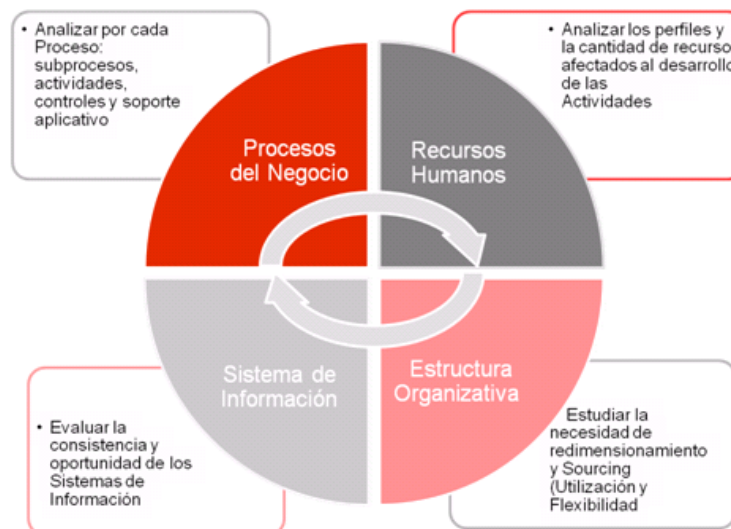 • Analizar por cada
Proceso:
subprocesos,
actividades,
controles y soporte
aplicativo
• Analizar los perfiles y
la cantidad de recurso
afectados al desarrollo
de las
Actividades
Procesos
del Negocio
Recursos
Humanos
Sistema de
Información
Estructura
Organizativa
• Evaluar la
consistencia y
oportunidad de los
Sistemas de
Información
Estudiar la
necesidad de
redimensionamiento
y Sourcing
(Utilización y
Flexibilidad